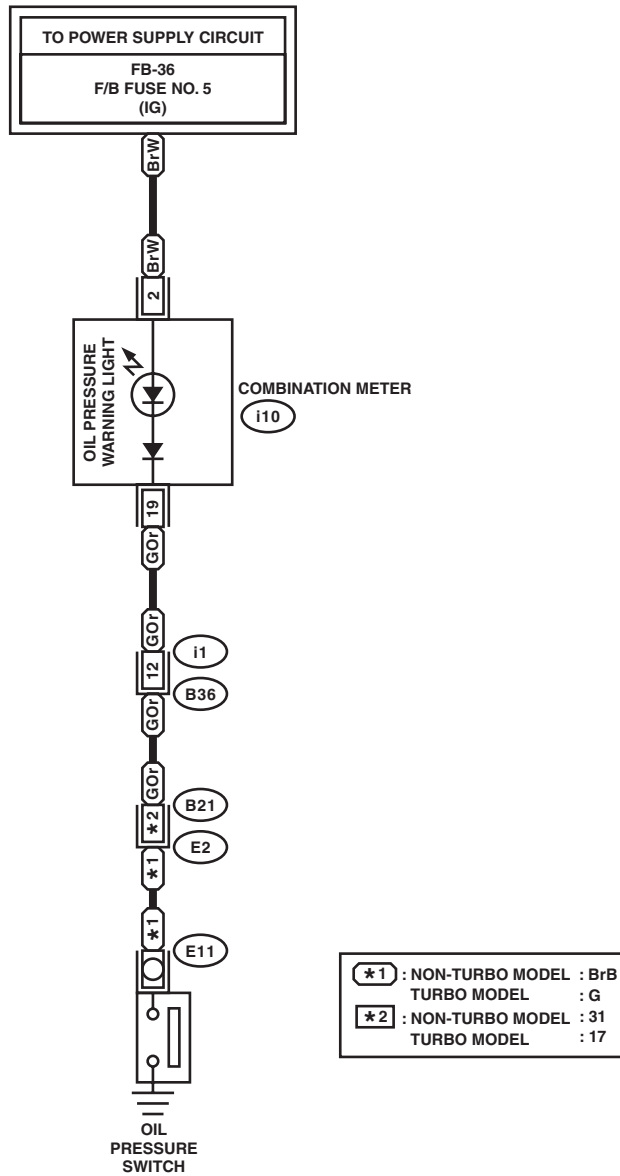 TO POWER SUPPLY CIRCUIT
FB-36
F/B FUSE NO. 5
(IG)
BrW
BrW
2
OIL PRESSURE
WARNING LIGHT
COMBINATION METER
i10
19
GOr
GOr
i1
12
B36
GOr
GOr
B21
*2
E2
*1
*1
E11
OIL
PRESSURE
SWITCH
*1 : NON-TURBO MODEL : BrB
TURBO MODEL : G
*2 : NON-TURBO MODEL : 31
TURBO MODEL : 17